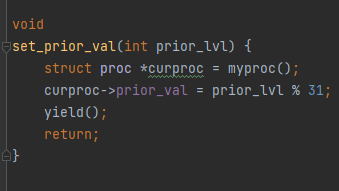 void
set_prior_val(int prior_lvl) {
    struct proc *curproc = myproc();
    curproc->prior_val = prior_lvl % 31;
    yield();
    return;
}